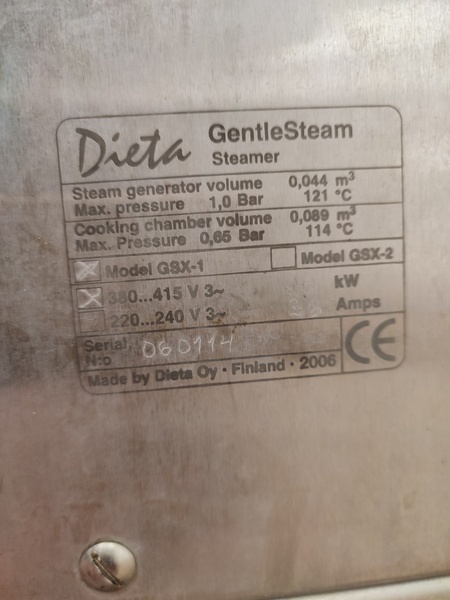 Dieta GentleSteam
Steamer
Steam generator volume 0,044 m³
Max. pressure 1,0 Bar 121 °C
Cooking chamber volume 0,089 m³
Max. Pressure 0,65 Bar 114 °C
Model GSX-1 Model GSX-2
380...415 V 3~ kW
220...240 V 3~ Amps
Serial.
N:o 060114
CE
Made by Dieta Oy · Finland · 2006